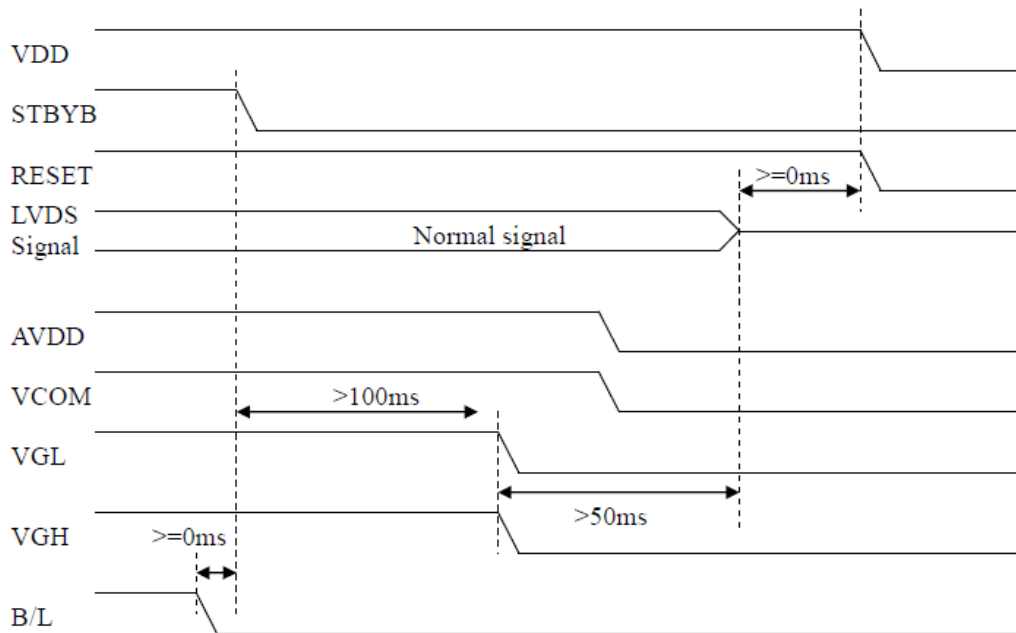 VDD
STBYB
RESET
>=0ms
LVDS
Signal
Normal signal
AVDD
VCOM
>100ms
VGL
>50ms
VGH
>=0ms
B/L